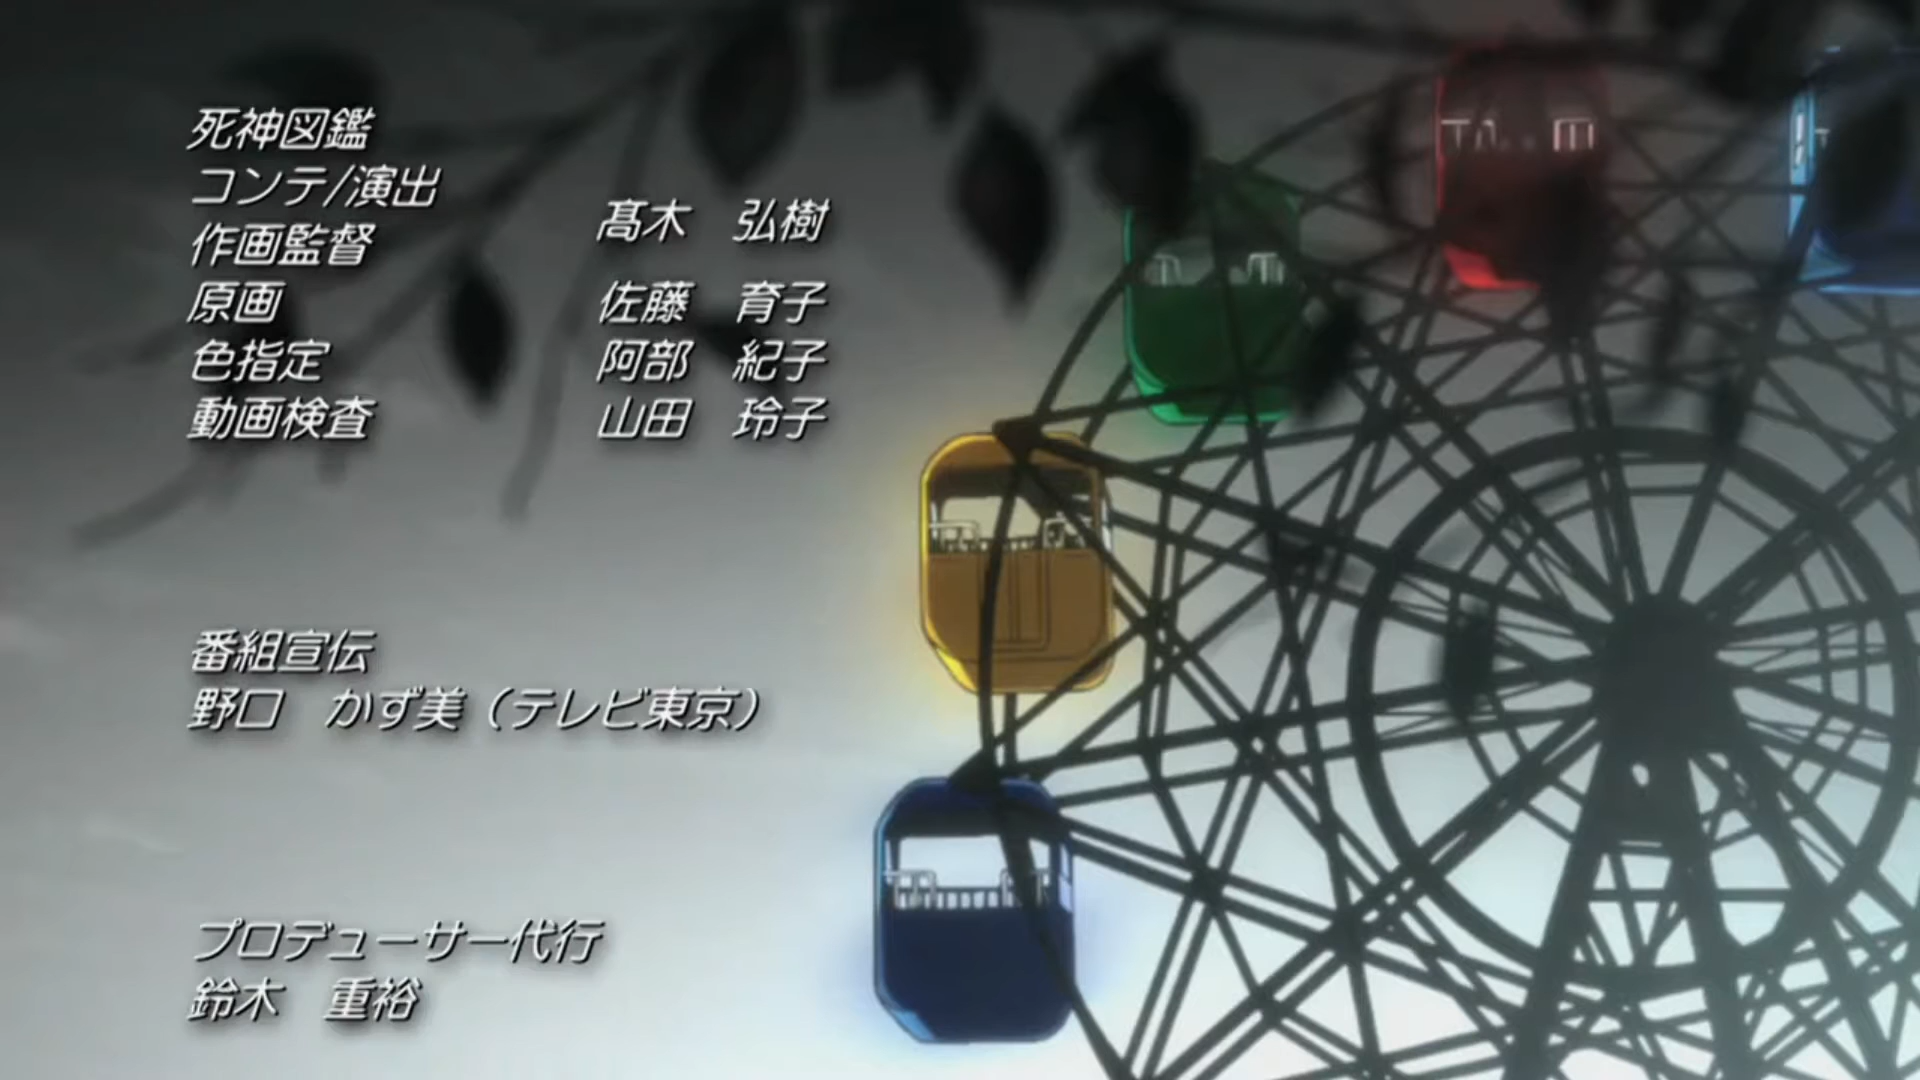 死神図鑑
コンテ/演出
作画監督 髙木 弘樹
原画 佐藤 育子
色指定 阿部 紀子
動画検査 山田 玲子
番組宣伝
野口 かず美（テレビ東京）
プロデューサー代行
鈴木 重裕